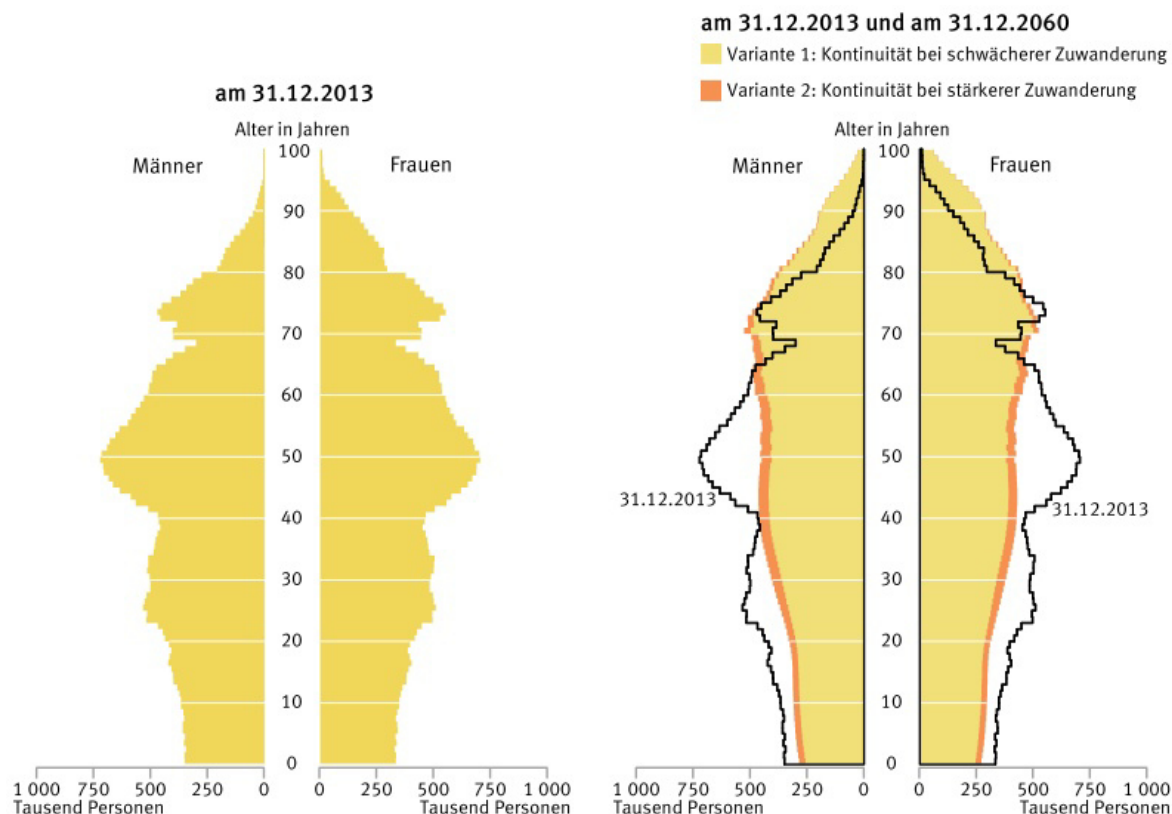 am 31.12.2013
Alter in Jahren
Männer
Frauen
100
90
80
70
60
50
40
30
20
10
0
1 000 750 500 250 0
0 250 500 750 1 000
Tausend Personen
Tausend Personen
am 31.12.2013 und am 31.12.2060
Variante 1: Kontinuität bei schwächerer Zuwanderung
Variante 2: Kontinuität bei stärkerer Zuwanderung
Alter in Jahren
Männer
Frauen
100
90
80
70
60
50
40
30
20
10
0
31.12.2013
31.12.2013
1 000 750 500 250 0
0 250 500 750 1 000
Tausend Personen
Tausend Personen